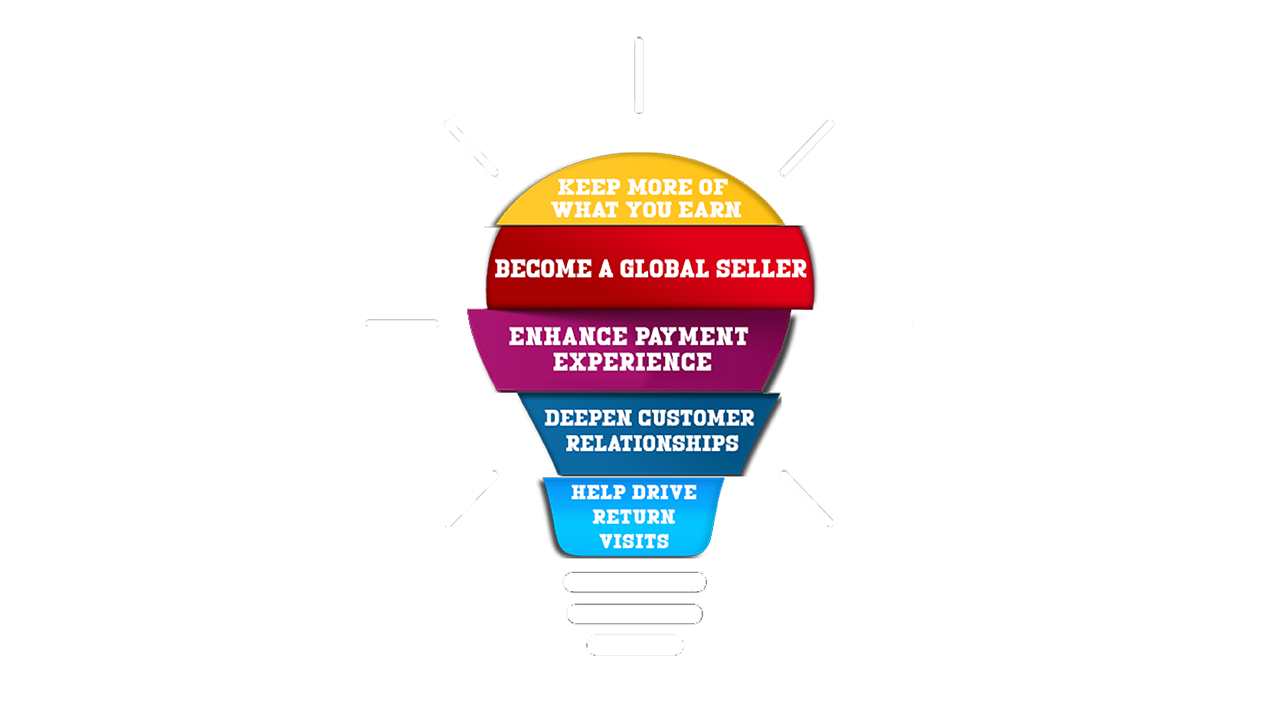 KEEP MORE OF
WHAT YOU EARN
BECOME A GLOBAL SELLER
ENHANCE PAYMENT
EXPERIENCE
DEEPEN CUSTOMER
RELATIONSHIPS
HELP DRIVE
RETURN
VISITS